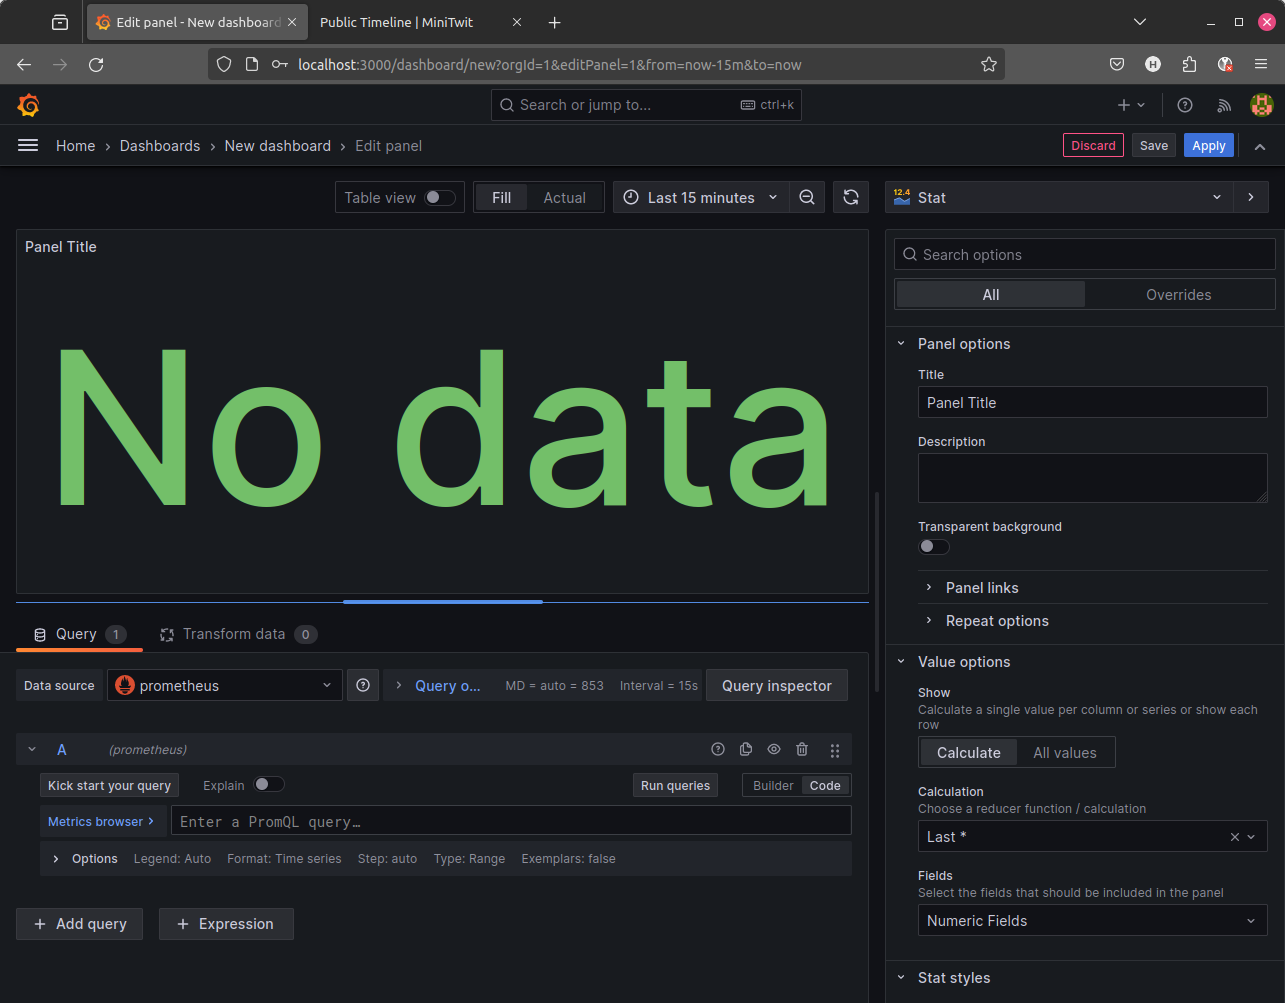 Edit panel - New dashboard
Public Timeline | MiniTwit
localhost:3000/dashboard/new?orgId=1&editPanel=1&from=now-15m&to=now
H
Search or jump to...
ctrl+k
Home › Dashboards › New dashboard › Edit panel
Discard
Save
Apply
Table view
Fill
Actual
Last 15 minutes
12.4
Stat
Panel Title
No data
Search options
All
Overrides
Panel options
Title
Panel Title
Description
Transparent background
Panel links
Repeat options
Value options
Show
Calculate a single value per column or series or show each
row
Calculate
All values
Calculation
Choose a reducer function / calculation
Last *
Fields
Select the fields that should be included in the panel
Numeric Fields
Stat styles
Query 1
Transform data 0
Data source
prometheus
Query o...
MD = auto = 853
Interval = 15s
Query inspector
A
(prometheus)
Kick start your query
Explain
Run queries
Builder
Code
Metrics browser
Enter a PromQL query…
Options
Legend: Auto
Format: Time series
Step: auto
Type: Range
Exemplars: false
+ Add query
+ Expression